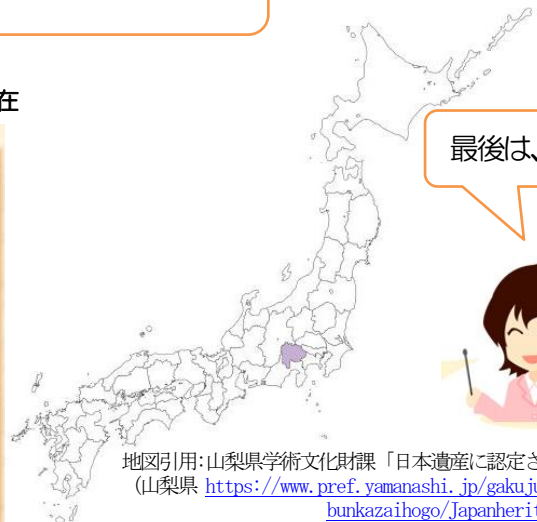 在
最後は、
地図引用:山梨県学術文化財課「日本遺産に認定さ
(山梨県 https://www.pref.yamanashi.jp/gakuju
bunkazaihogo/Japanherit